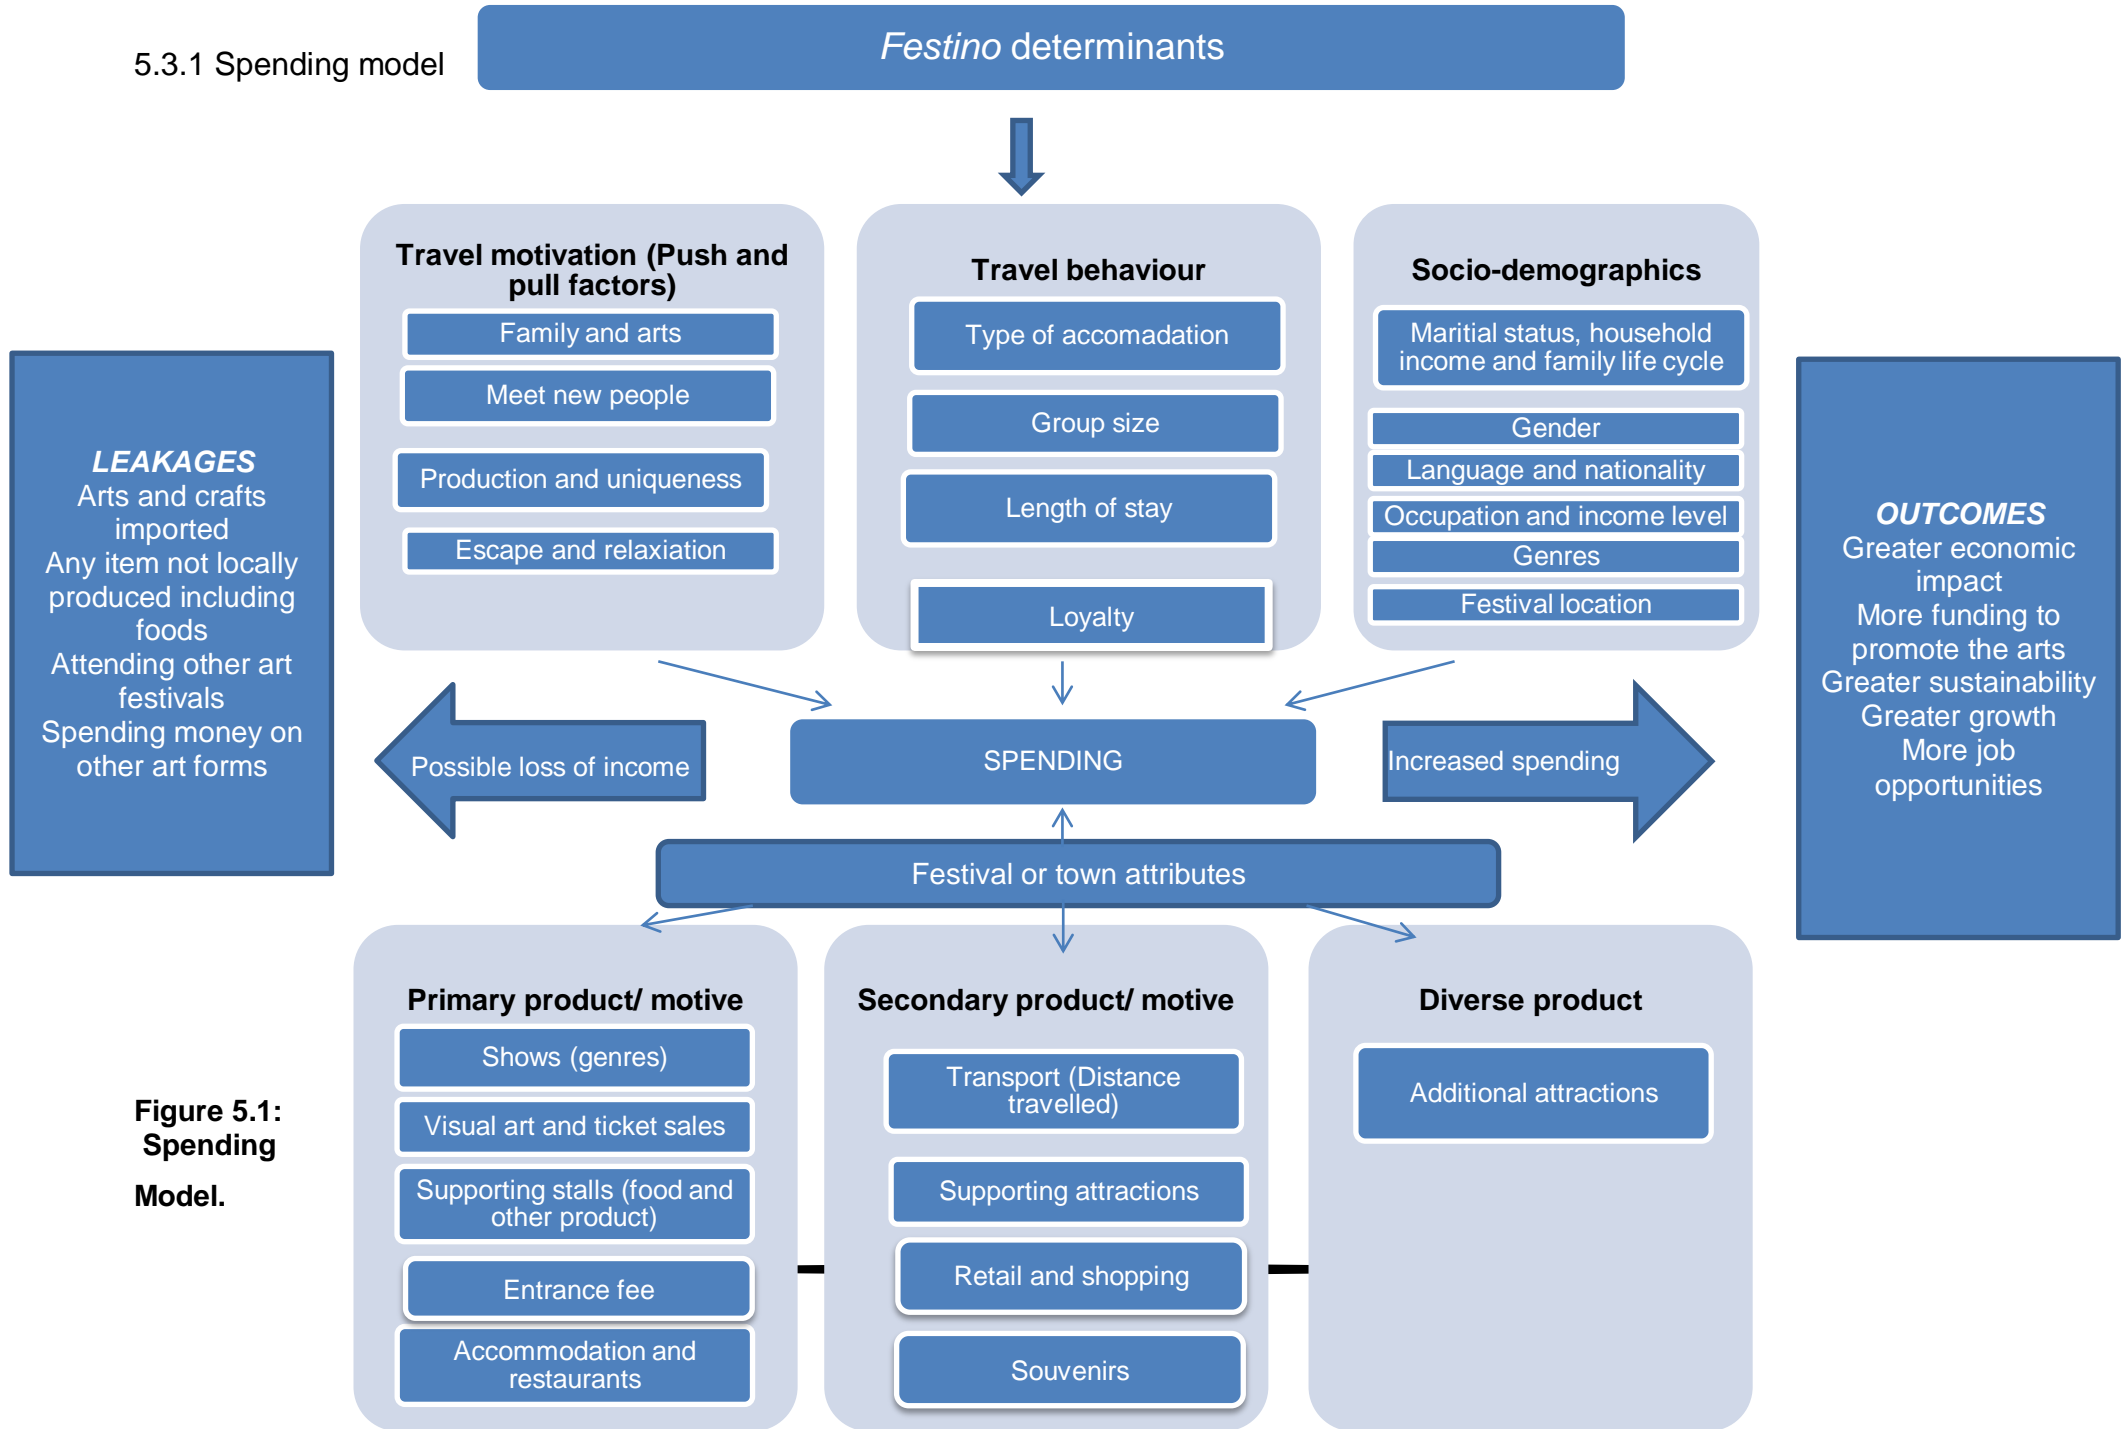 5.3.1 Spending model
Festino determinants
Travel motivation (Push and
pull factors)
Family and arts
Meet new people
Production and uniqueness
Escape and relaxiation
Travel behaviour
Type of accomadation
Group size
Length of stay
Loyalty
Socio-demographics
Maritial status, household
income and family life cycle
Gender
Language and nationality
Occupation and income level
Genres
Festival location
LEAKAGES
Arts and crafts
imported
Any item not locally
produced including
foods
Attending other art
festivals
Spending money on
other art forms
Possible loss of income
SPENDING
Increased spending
OUTCOMES
Greater economic
impact
More funding to
promote the arts
Greater sustainability
Greater growth
More job
opportunities
Festival or town attributes
Primary product/ motive
Shows (genres)
Visual art and ticket sales
Supporting stalls (food and
other product)
Entrance fee
Accommodation and
restaurants
Secondary product/ motive
Transport (Distance
travelled)
Supporting attractions
Retail and shopping
Souvenirs
Diverse product
Additional attractions
Figure 5.1:
Spending
Model.